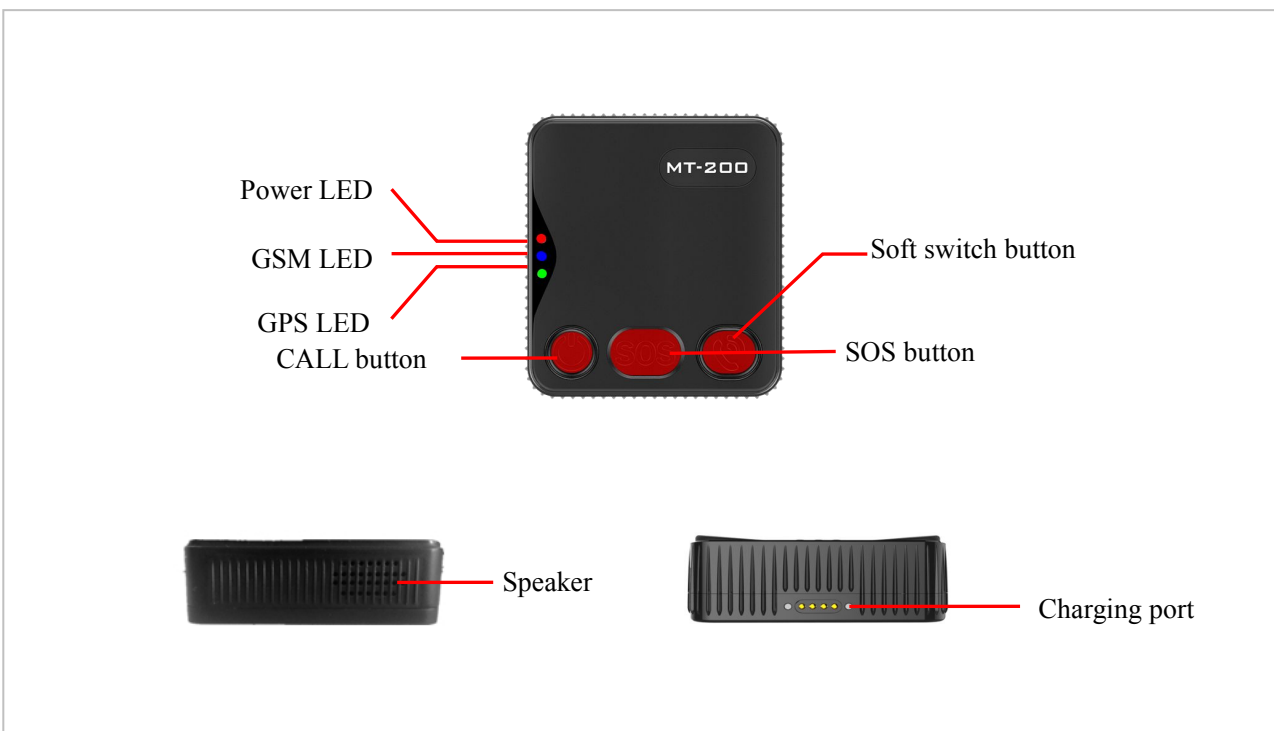 MT-200
Power LED
GSM LED
GPS LED
CALL button
Soft switch button
SOS button
SOS
Speaker
Charging port